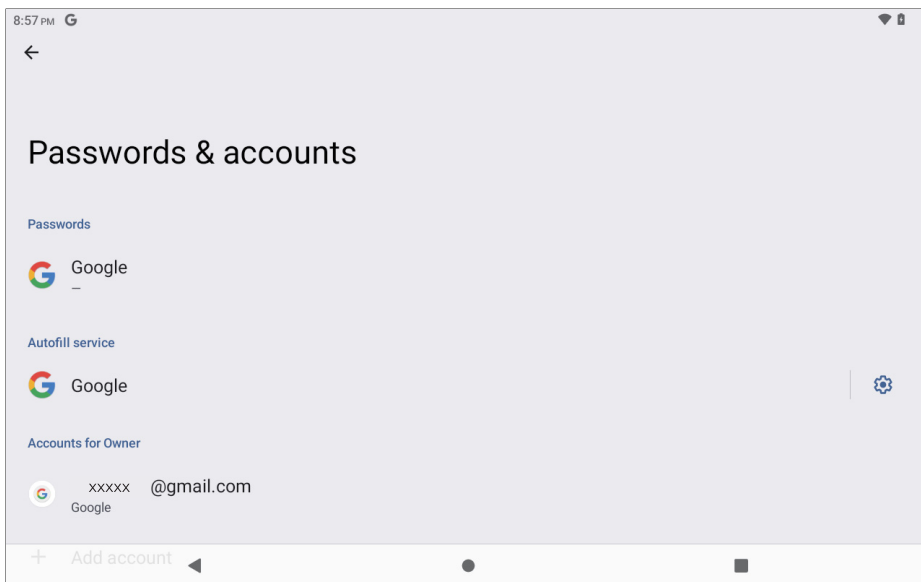 8:57 PM G
Passwords & accounts
Passwords
Google
—
Autofill service
Google
Accounts for Owner
xxxxx @gmail.com
Google
+ Add account